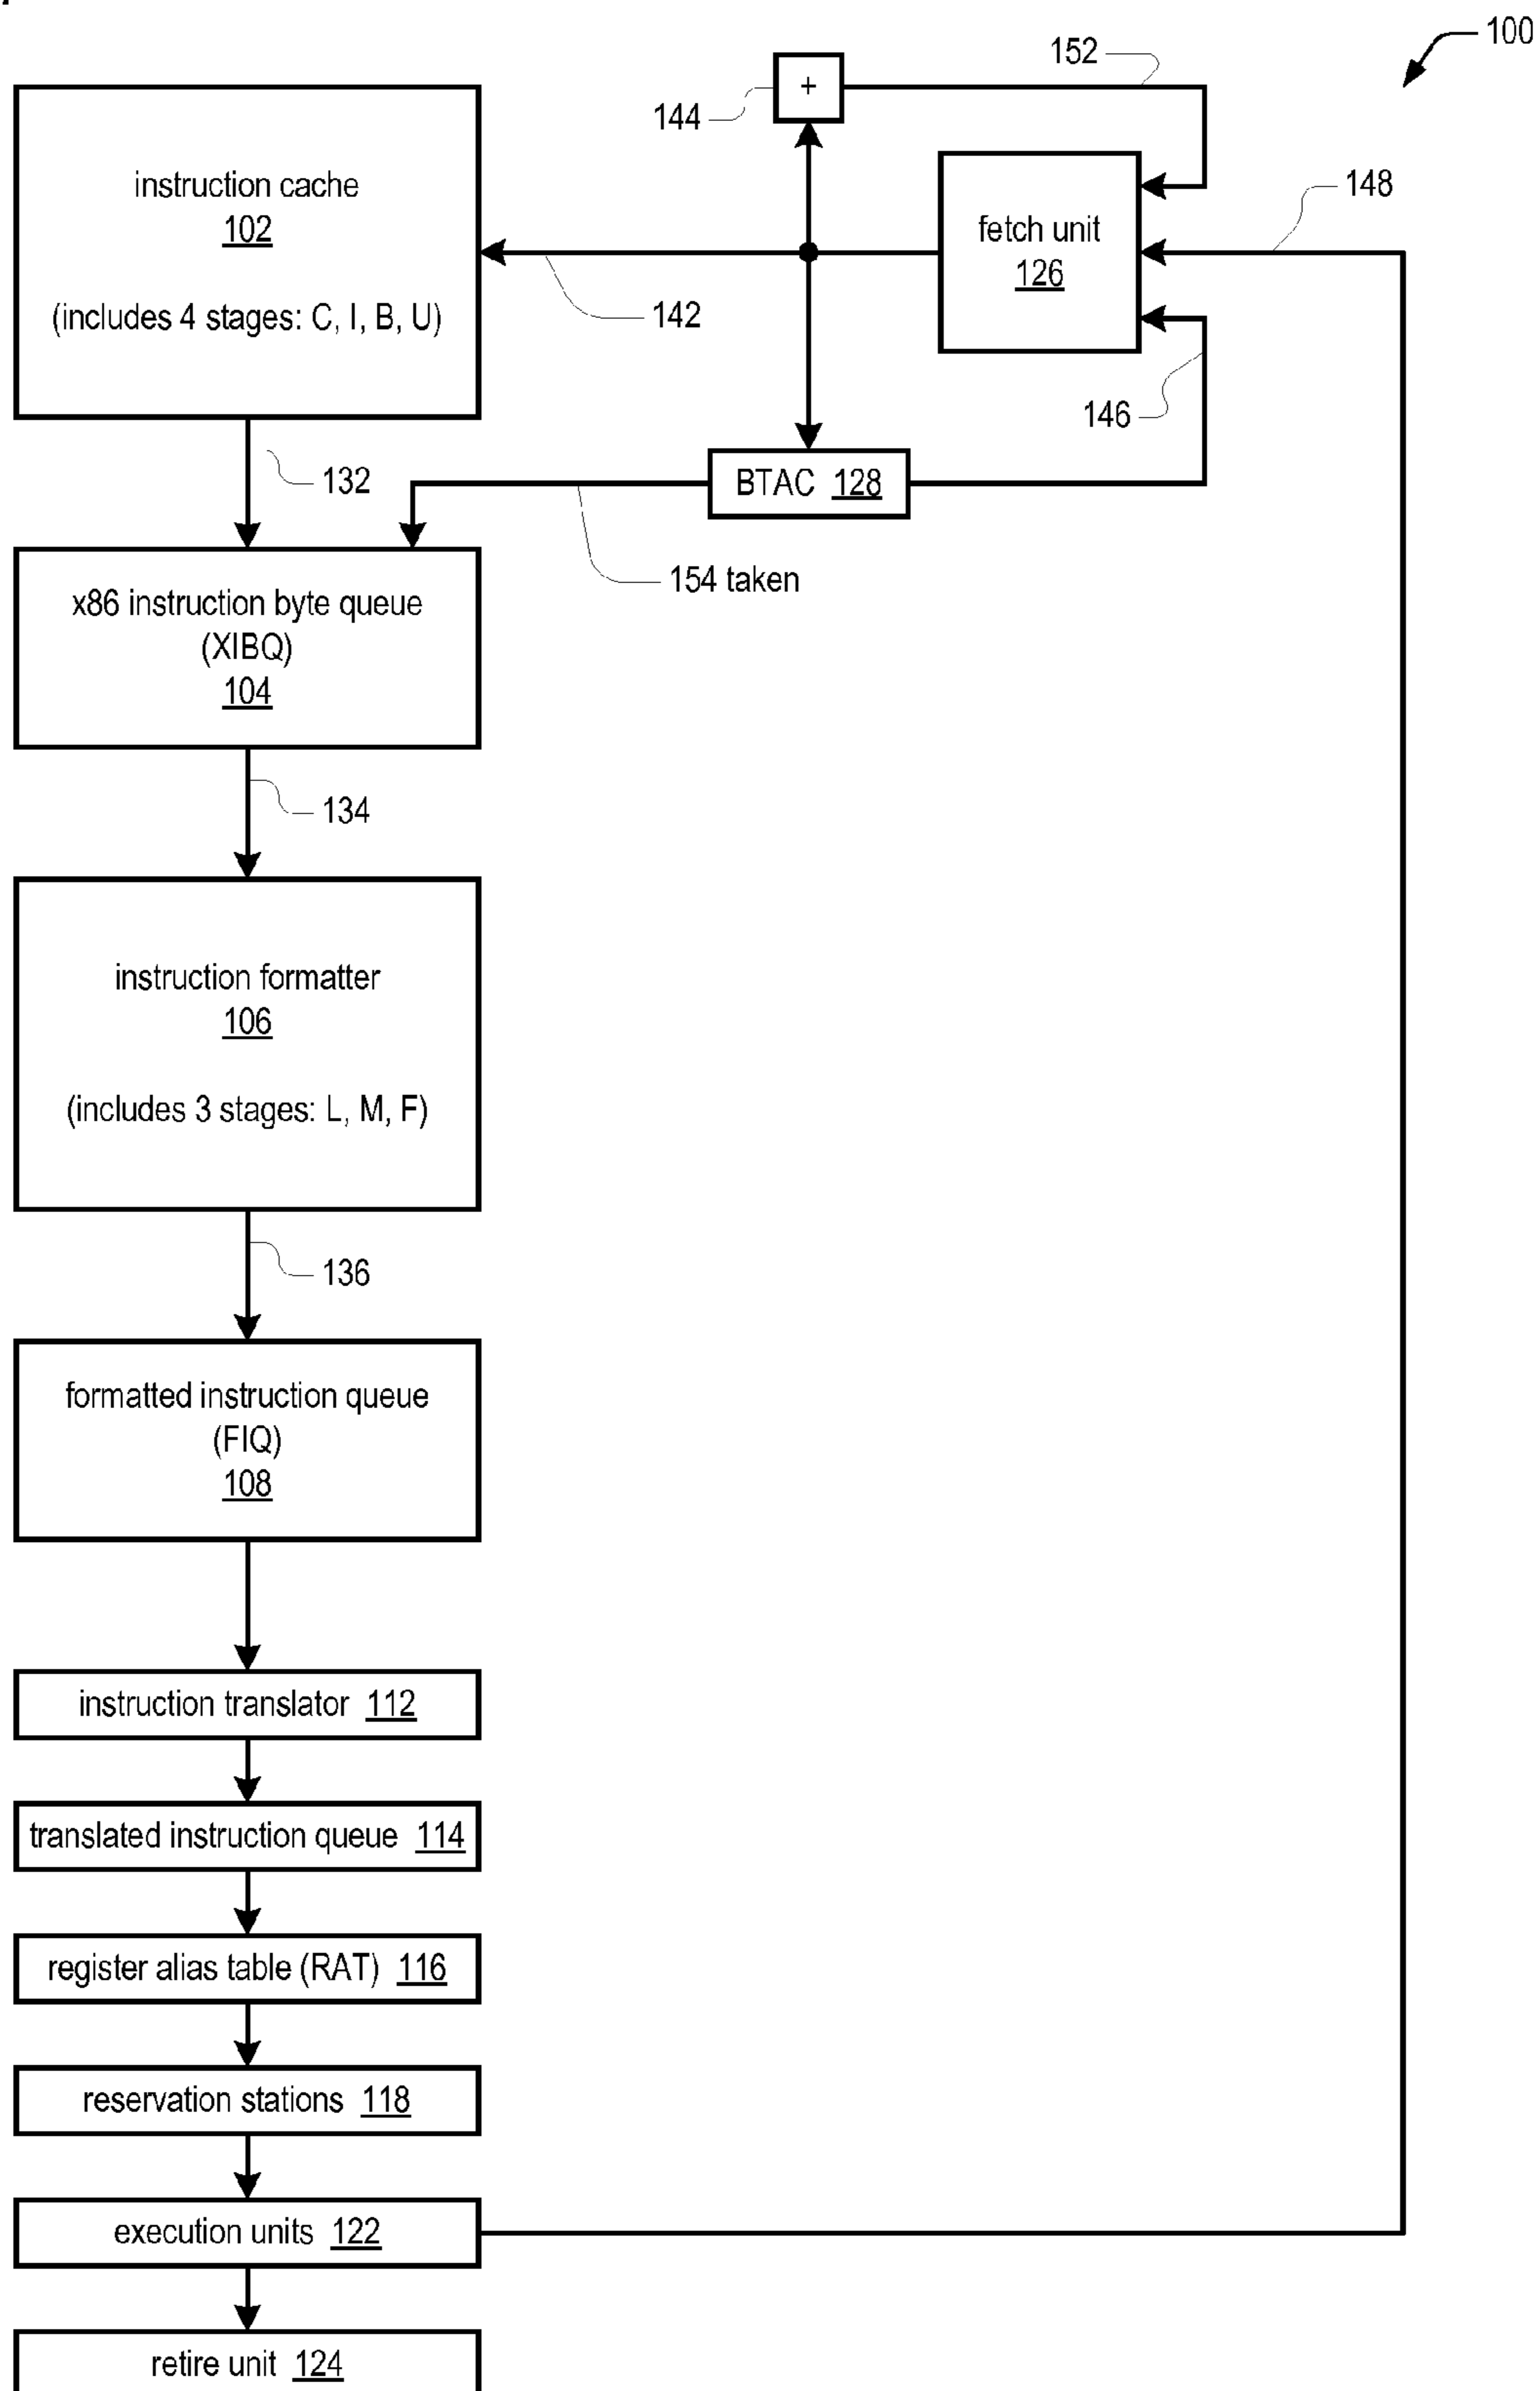 100
152
+
144
instruction cache
102
(includes 4 stages: C, I, B, U)
fetch unit
126
148
142
146
132
BTAC 128
154 taken
x86 instruction byte queue
(XIBQ)
104
134
instruction formatter
106
(includes 3 stages: L, M, F)
136
formatted instruction queue
(FIQ)
108
instruction translator 112
translated instruction queue 114
register alias table (RAT) 116
reservation stations 118
execution units 122
retire unit 124